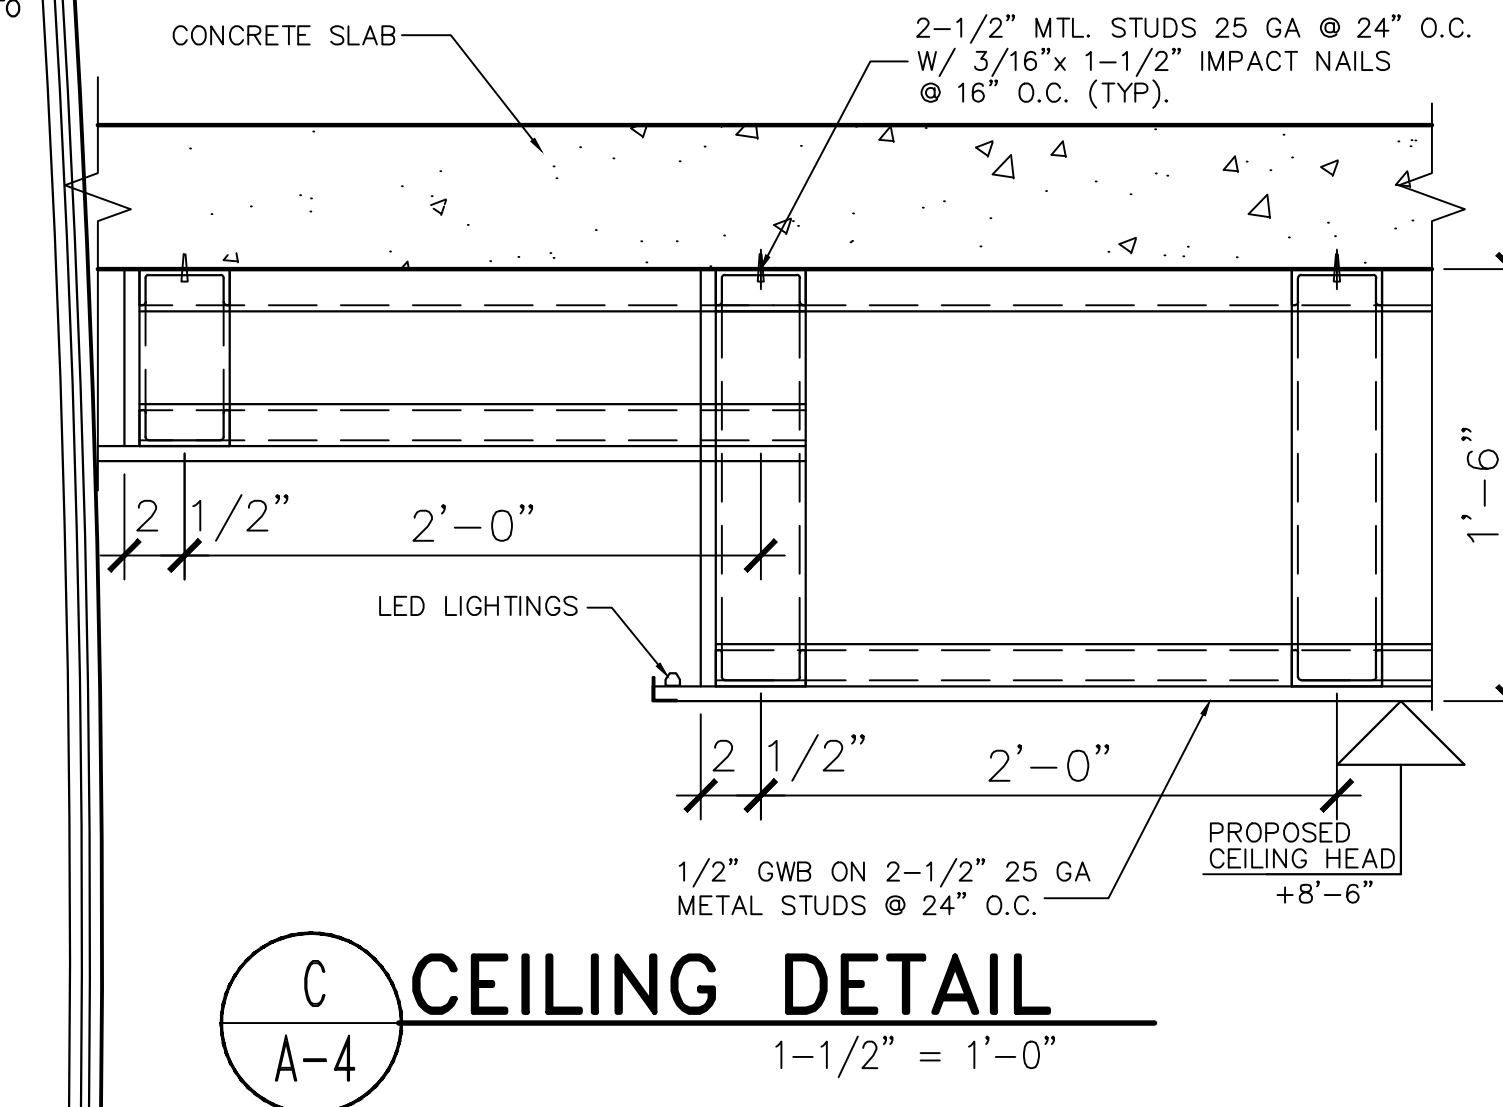 CONCRETE SLAB
2-1/2" MTL. STUDS 25 GA @ 24" O.C.
W/ 3/16"x 1-1/2" IMPACT NAILS
@ 16" O.C. (TYP).
2 1/2"
2'-0"
1'-6"
LED LIGHTINGS
2 1/2"
2'-0"
PROPOSED
CEILING HEAD
+8'-6"
1/2" GWB ON 2-1/2" 25 GA
METAL STUDS @ 24" O.C.
C
A-4
CEILING DETAIL
1-1/2" = 1'-0"